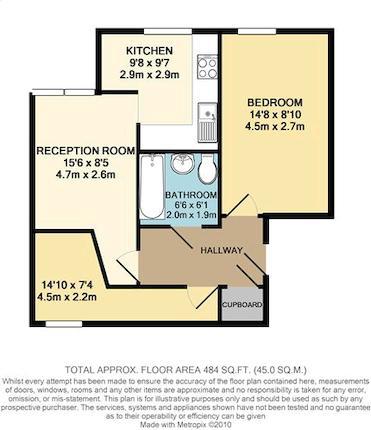 KITCHEN
9'8 x 9'7
2.9m x 2.9m
BEDROOM
14'8 x 8'10
4.5m x 2.7m
RECEPTION ROOM
15'6 x 8'5
4.7m x 2.6m
BATHROOM
6'6 x 6'1
2.0m x 1.9m
HALLWAY
14'10 x 7'4
4.5m x 2.2m
CUPBOARD
TOTAL APPROX. FLOOR AREA 484 SQ.FT. (45.0 SQ.M.)
Whilst every attempt has been made to ensure the accuracy of the floor plan contained here, measurements
of doors, windows, rooms and any other items are approximate and no responsibility is taken for any error,
omission, or mis-statement. This plan is for illustrative purposes only and should be used as such by any
prospective purchaser. The services, systems and appliances shown have not been tested and no guarantee
as to their operability or efficiency can be given
Made with Metropix ©2010